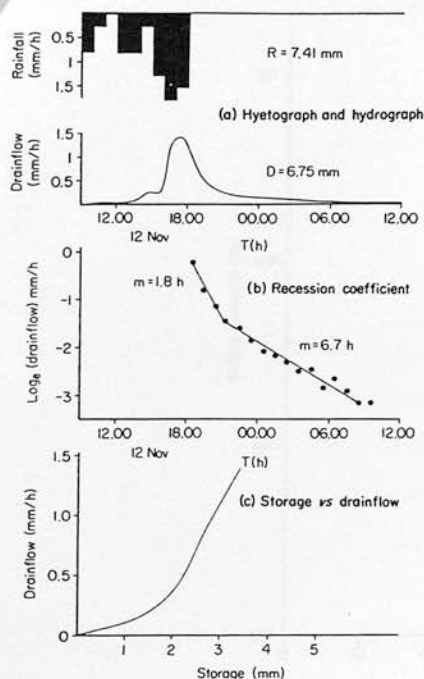 Rainfall (mm/h)
0.5
1
1.5
R = 7.41 mm
(a) Hyetograph and hydrograph
Drainflow (mm/h)
1.5
1
0.5
D = 6.75 mm
12.00 18.00 00.00 06.00 12.00
12 Nov T(h)
Logₑ (drainflow) mm/h
0
-1
-2
-3
m = 1.8 h
(b) Recession coefficient
m = 6.7 h
12.00 18.00 00.00 06.00 12.00
12 Nov T(h)
Drainflow (mm/h)
1.5
1.0
0.5
0
(c) Storage vs drainflow
1 2 3 4 5
Storage (mm)